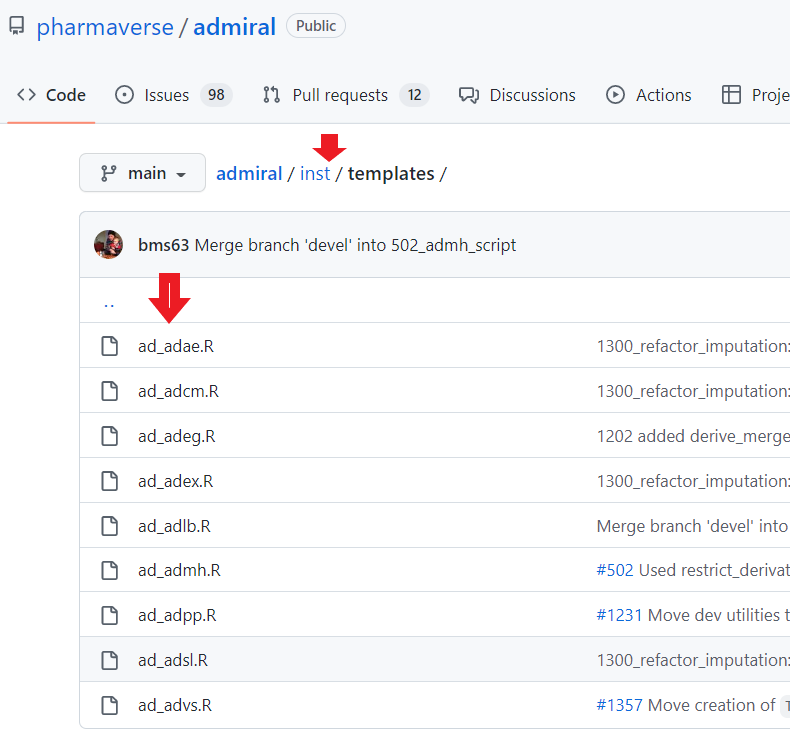 pharmaverse / admiral Public
Code Issues 98 Pull requests 12 Discussions Actions Proje
main admiral / inst / templates /
bms63 Merge branch 'devel' into 502_admh_script
..
ad_adae.R 1300_refactor_imputation:
ad_adcm.R 1300_refactor_imputation:
ad_adeg.R 1202 added derive_merge
ad_adex.R 1300_refactor_imputation:
ad_adlb.R Merge branch 'devel' into
ad_admh.R #502 Used restrict_derivat
ad_adpp.R #1231 Move dev utilities t
ad_adsl.R 1300_refactor_imputation:
ad_advs.R #1357 Move creation of T